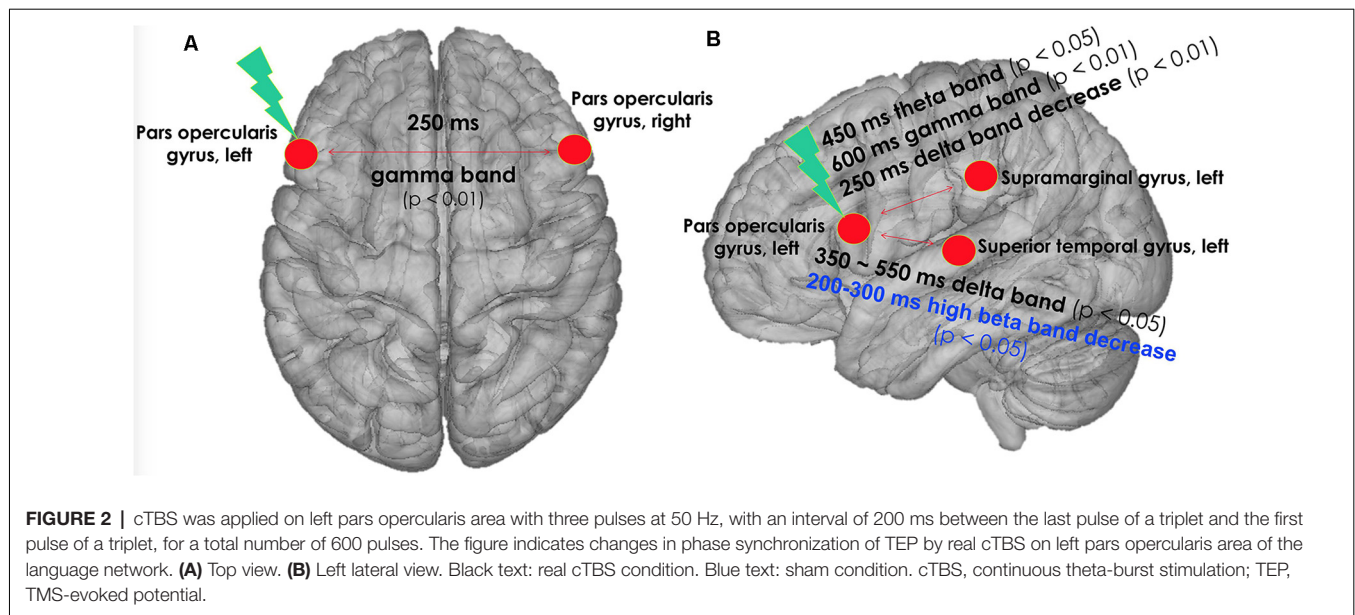 A
Pars opercularis
gyrus, left
250 ms
gamma band
(p < 0.01)
Pars opercularis
gyrus, right
B
450 ms theta band (p < 0.05)
600 ms gamma band (p < 0.01)
250 ms delta band decrease (p < 0.01)
Supramarginal gyrus, left
Pars opercularis
gyrus, left
Superior temporal gyrus, left
350 ~ 550 ms delta band (p < 0.05)
200-300 ms high beta band decrease
(p < 0.05)
FIGURE 2 | cTBS was applied on left pars opercularis area with three pulses at 50 Hz, with an interval of 200 ms between the last pulse of a triplet and the first
pulse of a triplet, for a total number of 600 pulses. The figure indicates changes in phase synchronization of TEP by real cTBS on left pars opercularis area of the
language network. (A) Top view. (B) Left lateral view. Black text: real cTBS condition. Blue text: sham condition. cTBS, continuous theta-burst stimulation; TEP,
TMS-evoked potential.